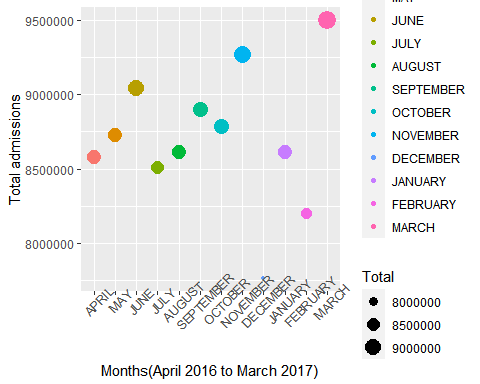 9500000
9000000
8500000
8000000
Total admissions
APRIL
MAY
JUNE
JULY
AUGUST
SEPTEMBER
OCTOBER
NOVEMBER
DECEMBER
JANUARY
FEBRUARY
MARCH
Months(April 2016 to March 2017)
JUNE
JULY
AUGUST
SEPTEMBER
OCTOBER
NOVEMBER
DECEMBER
JANUARY
FEBRUARY
MARCH
Total
8000000
8500000
9000000